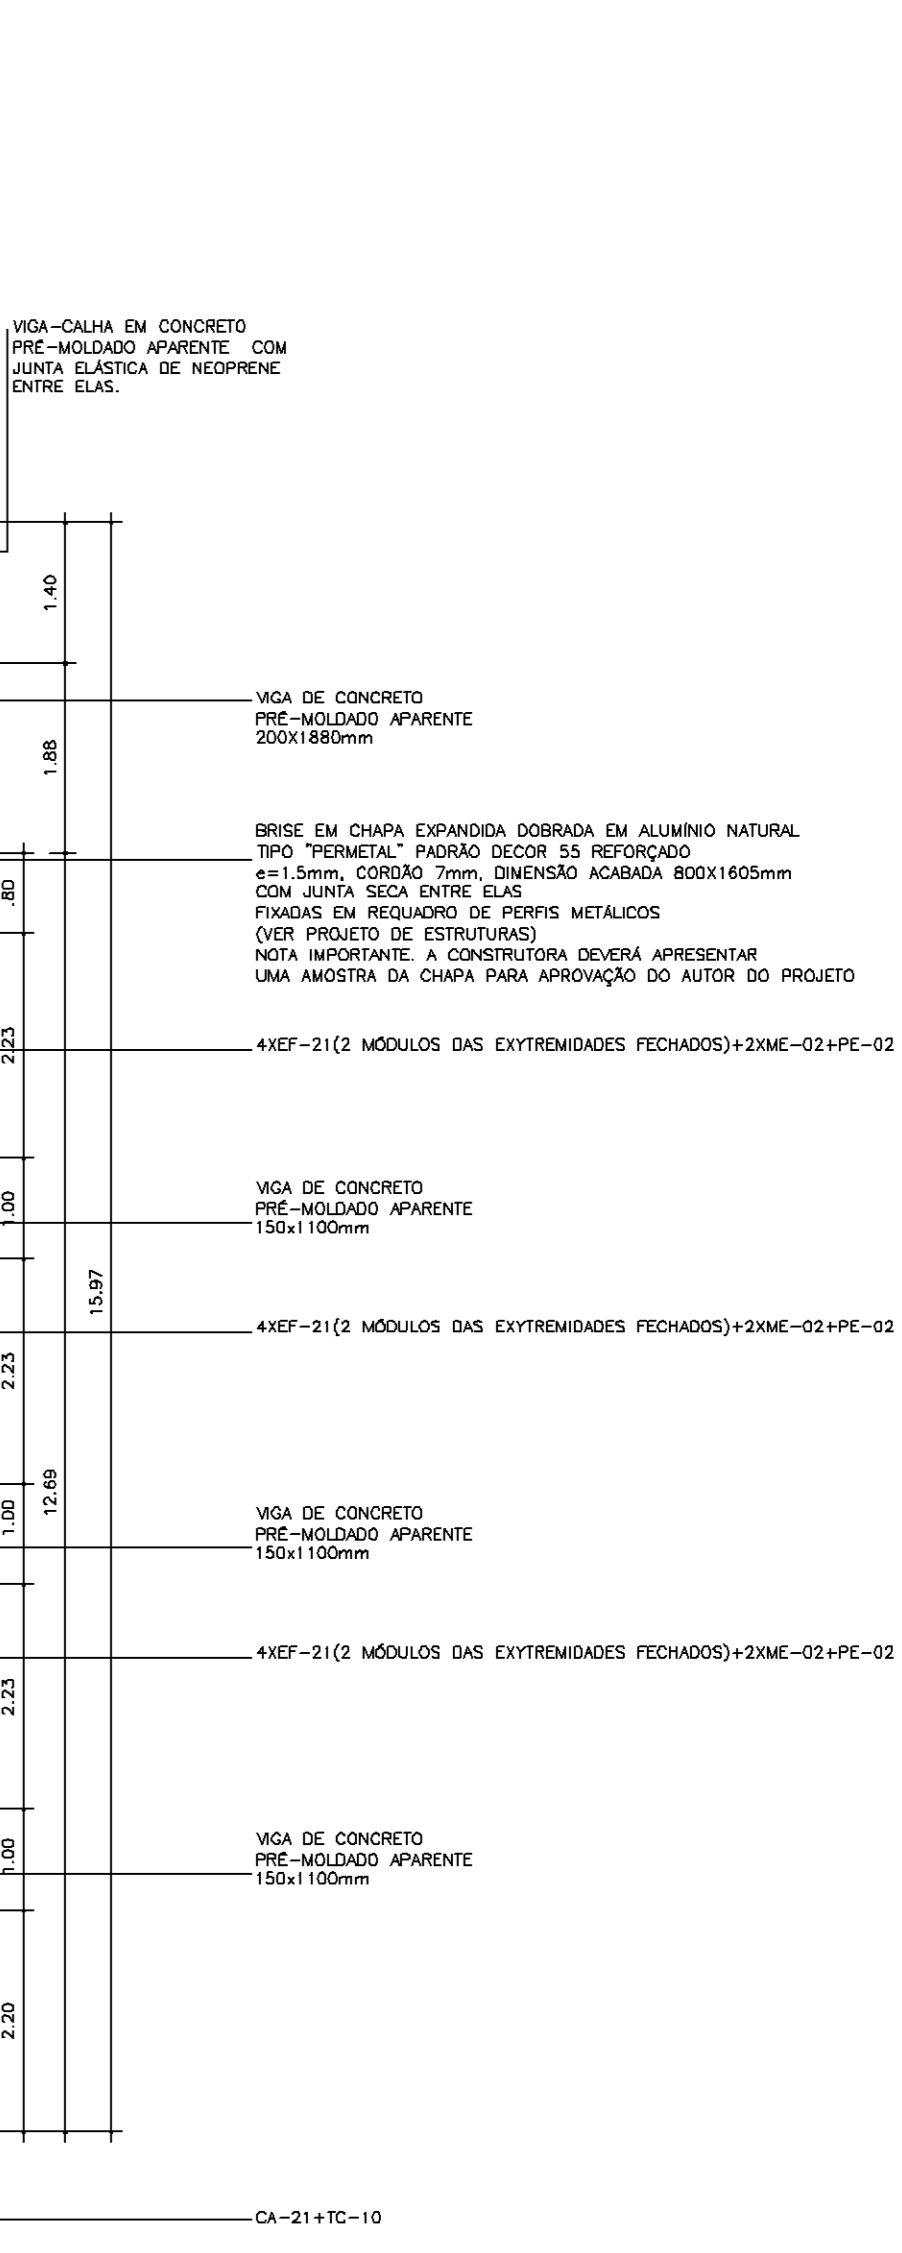 VIGA-CALHA EM CONCRETO
PRÉ-MOLDADO APARENTE COM
JUNTA ELÁSTICA DE NEOPRENE
ENTRE ELAS.
1.40
VIGA DE CONCRETO
PRÉ-MOLDADO APARENTE
200X1880mm
1.88
BRISE EM CHAPA EXPANDIDA DOBRADA EM ALUMÍNIO NATURAL
TIPO "PERMETAL" PADRÃO DECOR 55 REFORÇADO
e=1.5mm, CORDÃO 7mm, DIMENSÃO ACABADA 800X1605mm
COM JUNTA SECA ENTRE ELAS
FIXADAS EM REQUADRO DE PERFIS METÁLICOS
(VER PROJETO DE ESTRUTURAS)
NOTA IMPORTANTE. A CONSTRUTORA DEVERÁ APRESENTAR
UMA AMOSTRA DA CHAPA PARA APROVAÇÃO DO AUTOR DO PROJETO
.80
2.23
4XEF-21(2 MÓDULOS DAS EXYTREMIDADES FECHADOS)+2XME-02+PE-02
VIGA DE CONCRETO
PRÉ-MOLDADO APARENTE
150x1100mm
1.00
15.97
4XEF-21(2 MÓDULOS DAS EXYTREMIDADES FECHADOS)+2XME-02+PE-02
2.23
12.69
1.00
VIGA DE CONCRETO
PRÉ-MOLDADO APARENTE
150x1100mm
4XEF-21(2 MÓDULOS DAS EXYTREMIDADES FECHADOS)+2XME-02+PE-02
2.23
VIGA DE CONCRETO
PRÉ-MOLDADO APARENTE
150x1100mm
1.00
2.20
CA-21+TC-10